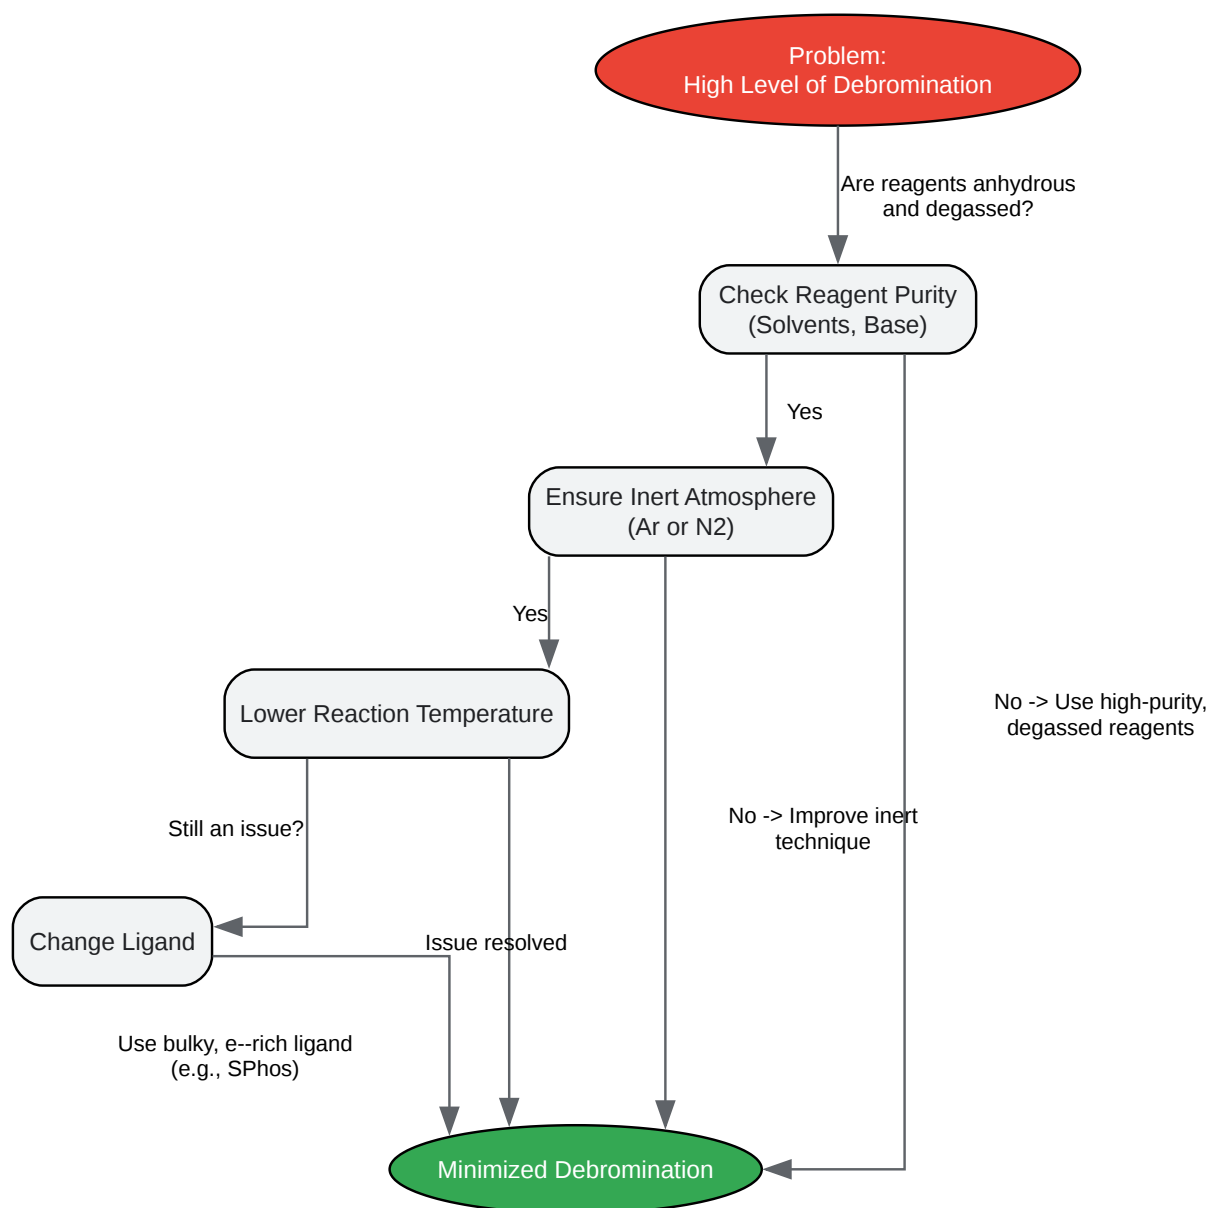 Problem:
High Level of Debromination
Are reagents anhydrous
and degassed?
Check Reagent Purity
(Solvents, Base)
Yes
Ensure Inert Atmosphere
(Ar or N2)
Yes
Lower Reaction Temperature
No -> Use high-purity,
degassed reagents
Still an issue?
No -> Improve inert
technique
Change Ligand
Issue resolved
Use bulky, e--rich ligand
(e.g., SPhos)
Minimized Debromination